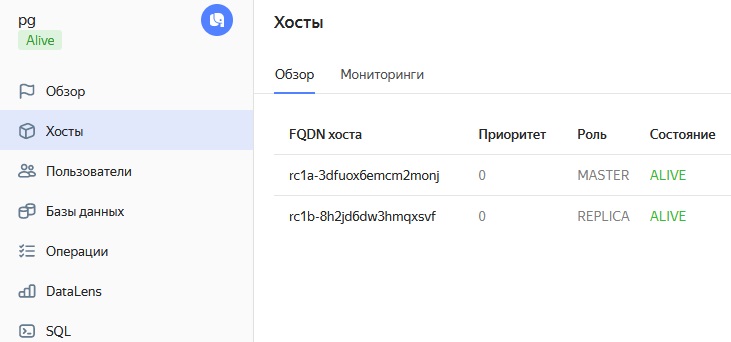 pg
Alive
Обзор
Хосты
Пользователи
Базы данных
Операции
DataLens
SQL
Хосты
Обзор Мониторинги
FQDN хоста Приоритет Роль Состояние
rc1a-3dfuox6emcm2monj 0 MASTER ALIVE
rc1b-8h2jd6dw3hmqxsvf 0 REPLICA ALIVE